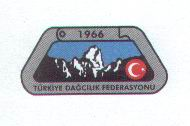 1966
TÜRKİYE DAĞCILIK FEDERASYONU